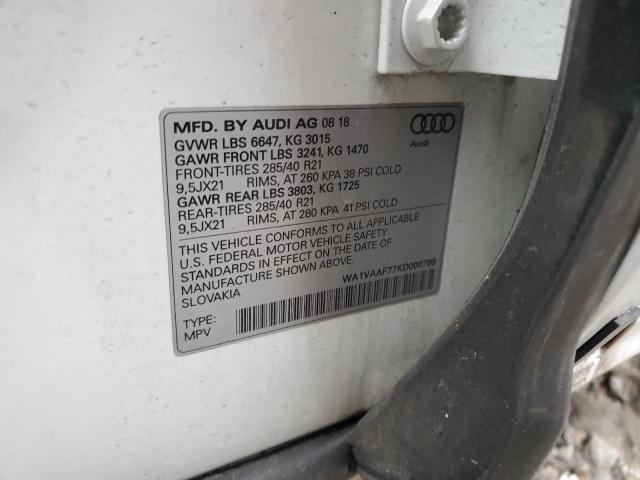 MFD. BY AUDI AG 08 18
GVWR LBS 6647, KG 3015
GAWR FRONT LBS 3241, KG 1470
FRONT-TIRES 285/40 R21
9,5JX21 RIMS, AT 260 KPA 38 PSI COLD
GAWR REAR LBS 3803, KG 1725
REAR-TIRES 285/40 R21
9,5JX21 RIMS, AT 280 KPA 41 PSI COLD
Audi
THIS VEHICLE CONFORMS TO ALL APPLICABLE
U.S. FEDERAL MOTOR VEHICLE SAFETY
STANDARDS IN EFFECT ON THE DATE OF
MANUFACTURE SHOWN ABOVE.
SLOVAKIA
WA1VAAF77KD000760
TYPE:
MPV